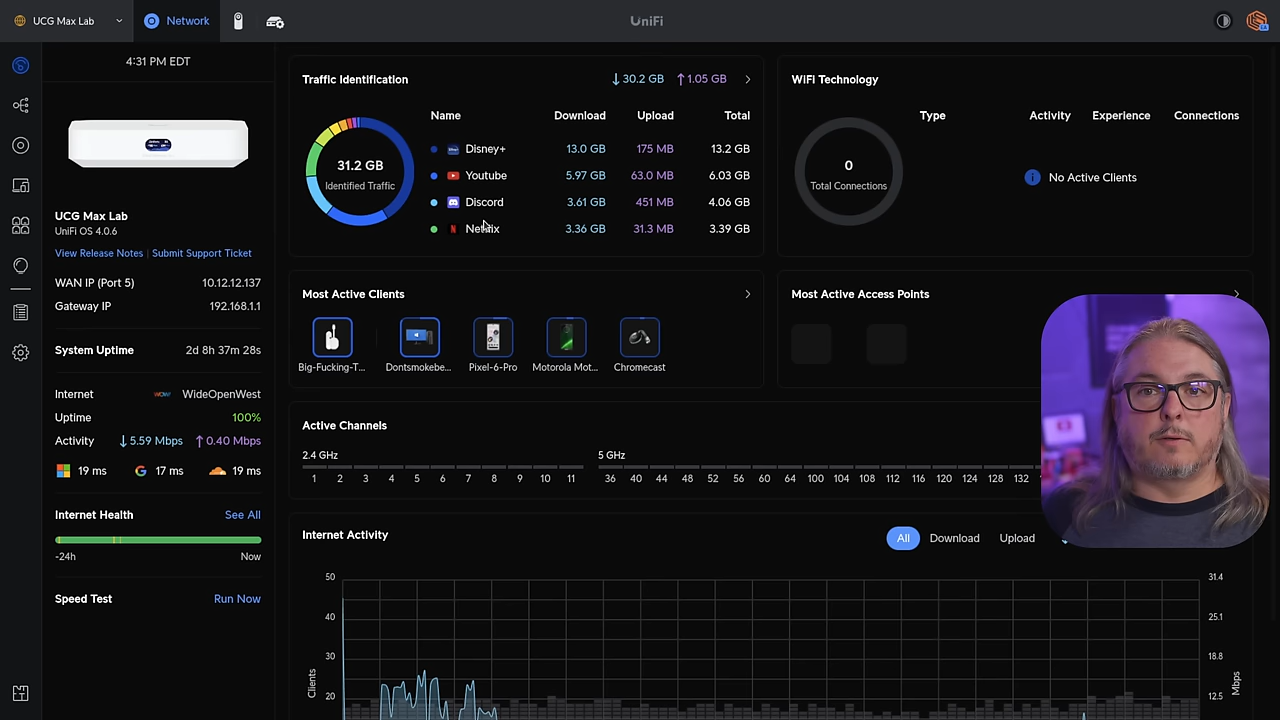 UCG Max Lab
Network
UniFi
4:31 PM EDT
UCG Max Lab
UniFi OS 4.0.6
View Release Notes | Submit Support Ticket
WAN IP (Port 5) 10.12.12.137
Gateway IP 192.168.1.1
System Uptime 2d 8h 37m 28s
Internet WOW! WideOpenWest
Uptime 100%
Activity ↓5.59 Mbps ↑0.40 Mbps
19 ms 17 ms 19 ms
Internet Health See All
-24h Now
Speed Test Run Now
Traffic Identification ↓30.2 GB ↑1.05 GB
31.2 GB
Identified Traffic
Name Download Upload Total
Disney+ 13.0 GB 175 MB 13.2 GB
Youtube 5.97 GB 63.0 MB 6.03 GB
Discord 3.61 GB 451 MB 4.06 GB
Netflix 3.36 GB 31.3 MB 3.39 GB
WiFi Technology
0
Total Connections
Type Activity Experience Connections
No Active Clients
Most Active Clients
Big-Fucking-T... Dontsmokebe... Pixel-6-Pro Motorola Mot... Chromecast
Most Active Access Points
Active Channels
2.4 GHz
1 2 3 4 5 6 7 8 9 10 11
5 GHz
36 40 44 48 52 56 60 64 100 104 108 112 116 120 124 128 132
Internet Activity
All Download Upload
50 31.4
40 25.1
30 18.8
20 12.5
Clients
Mbps